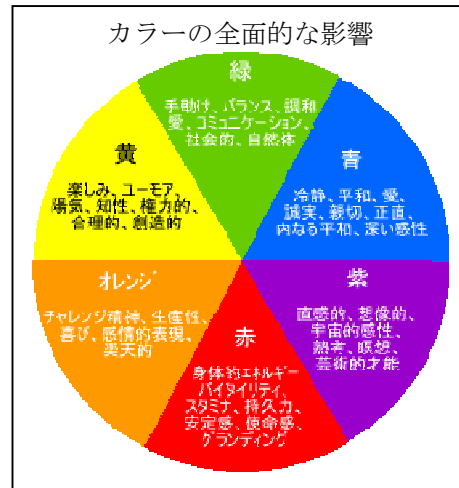 カラーの全面的な影響
緑
手助け、バランス、調和
愛、コミュニケーション、
社会的、自然体
青
冷静、平和、愛、
誠実、親切、正直、
内なる平和、深い感性
紫
直感的、想像的、
宇宙的感性、
熟考、瞑想、
芸術的才能
赤
身体的エネルギー
バイタイリティ、
スタミナ、持久力、
安定感、使命感、
グランディング
オレンジ
チャレンジ精神、生産性、
喜び、感情的表現、
楽天的
黄
楽しみ、ユーモア、
陽気、知性、権力的、
合理的、創造的